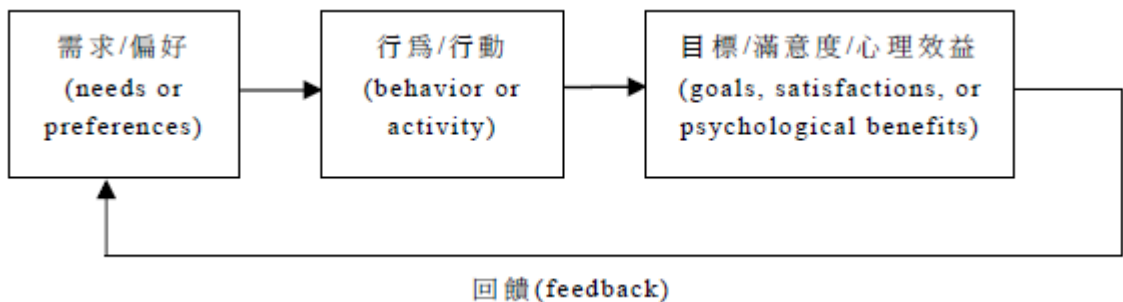 需求/偏好
(needs or
preferences)
行爲/行動
(behavior or
activity)
目標/滿意度/心理效益
(goals, satisfactions, or
psychological benefits)
回饋(feedback)